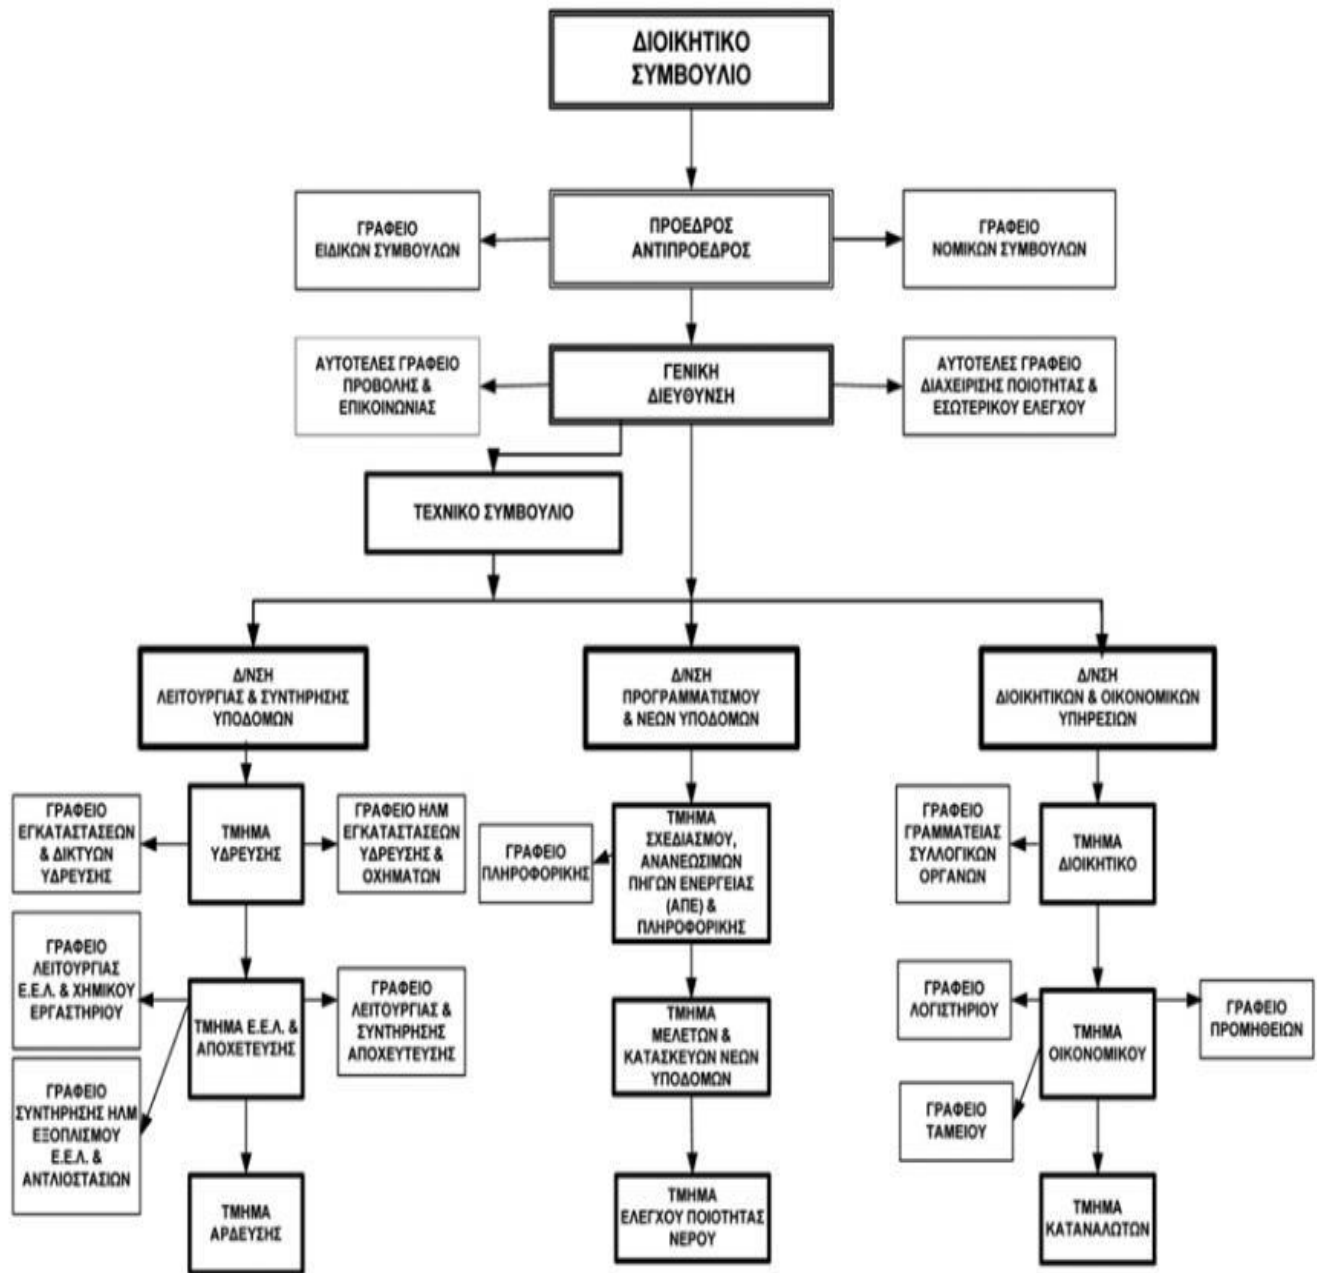 ΔΙΟΙΚΗΤΙΚΟ
ΣΥΜΒΟΥΛΙΟ
ΓΡΑΦΕΙΟ
ΕΙΔΙΚΩΝ ΣΥΜΒΟΥΛΩΝ
ΠΡΟΕΔΡΟΣ
ΑΝΤΙΠΡΟΕΔΡΟΣ
ΓΡΑΦΕΙΟ
ΝΟΜΙΚΩΝ ΣΥΜΒΟΥΛΩΝ
ΑΥΤΟΤΕΛΕΣ ΓΡΑΦΕΙΟ
ΠΡΟΒΟΛΗΣ &
ΕΠΙΚΟΙΝΩΝΙΑΣ
ΓΕΝΙΚΗ
ΔΙΕΥΘΥΝΣΗ
ΑΥΤΟΤΕΛΕΣ ΓΡΑΦΕΙΟ
ΔΙΑΧΕΙΡΙΣΗΣ ΠΟΙΟΤΗΤΑΣ &
ΕΣΩΤΕΡΙΚΟΥ ΕΛΕΓΧΟΥ
ΤΕΧΝΙΚΟ ΣΥΜΒΟΥΛΙΟ
Δ/ΝΣΗ
ΛΕΙΤΟΥΡΓΙΑΣ & ΣΥΝΤΗΡΗΣΗΣ
ΥΠΟΔΟΜΩΝ
Δ/ΝΣΗ
ΠΡΟΓΡΑΜΜΑΤΙΣΜΟΥ
& ΝΕΩΝ ΥΠΟΔΟΜΩΝ
Δ/ΝΣΗ
ΔΙΟΙΚΗΤΙΚΩΝ & ΟΙΚΟΝΟΜΙΚΩΝ
ΥΠΗΡΕΣΙΩΝ
ΓΡΑΦΕΙΟ
ΕΓΚΑΤΑΣΤΑΣΕΩΝ
& ΔΙΚΤΥΩΝ
ΥΔΡΕΥΣΗΣ
ΤΜΗΜΑ
ΥΔΡΕΥΣΗΣ
ΓΡΑΦΕΙΟ ΗΛΜ
ΕΓΚΑΤΑΣΤΑΣΕΩΝ
ΥΔΡΕΥΣΗΣ &
ΟΧΗΜΑΤΩΝ
ΓΡΑΦΕΙΟ
ΠΛΗΡΟΦΟΡΙΚΗΣ
ΤΜΗΜΑ
ΣΧΕΔΙΑΣΜΟΥ,
ΑΝΑΝΕΩΣΙΜΩΝ
ΠΗΓΩΝ ΕΝΕΡΓΕΙΑΣ
(ΑΠΕ) &
ΠΛΗΡΟΦΟΡΙΚΗΣ
ΓΡΑΦΕΙΟ
ΓΡΑΜΜΑΤΕΙΑΣ
ΣΥΛΛΟΓΙΚΩΝ
ΟΡΓΑΝΩΝ
ΤΜΗΜΑ
ΔΙΟΙΚΗΤΙΚΟ
ΓΡΑΦΕΙΟ
ΛΕΙΤΟΥΡΓΙΑΣ
Ε.Ε.Λ. & ΧΗΜΙΚΟΥ
ΕΡΓΑΣΤΗΡΙΟΥ
ΤΜΗΜΑ Ε.Ε.Λ. &
ΑΠΟΧΕΤΕΥΣΗΣ
ΓΡΑΦΕΙΟ
ΛΕΙΤΟΥΡΓΙΑΣ &
ΣΥΝΤΗΡΗΣΗΣ
ΑΠΟΧΕΥΤΕΥΣΗΣ
ΤΜΗΜΑ
ΜΕΛΕΤΩΝ &
ΚΑΤΑΣΚΕΥΩΝ ΝΕΩΝ
ΥΠΟΔΟΜΩΝ
ΓΡΑΦΕΙΟ
ΛΟΓΙΣΤΗΡΙΟΥ
ΤΜΗΜΑ
ΟΙΚΟΝΟΜΙΚΟΥ
ΓΡΑΦΕΙΟ
ΠΡΟΜΗΘΕΙΩΝ
ΓΡΑΦΕΙΟ
ΣΥΝΤΗΡΗΣΗΣ ΗΛΜ
ΕΞΟΠΛΙΣΜΟΥ
Ε.Ε.Λ. &
ΑΝΤΛΙΟΣΤΑΣΙΩΝ
ΓΡΑΦΕΙΟ
ΤΑΜΕΙΟΥ
ΤΜΗΜΑ
ΑΡΔΕΥΣΗΣ
ΤΜΗΜΑ
ΕΛΕΓΧΟΥ ΠΟΙΟΤΗΤΑΣ
ΝΕΡΟΥ
ΤΜΗΜΑ
ΚΑΤΑΝΑΛΩΤΩΝ